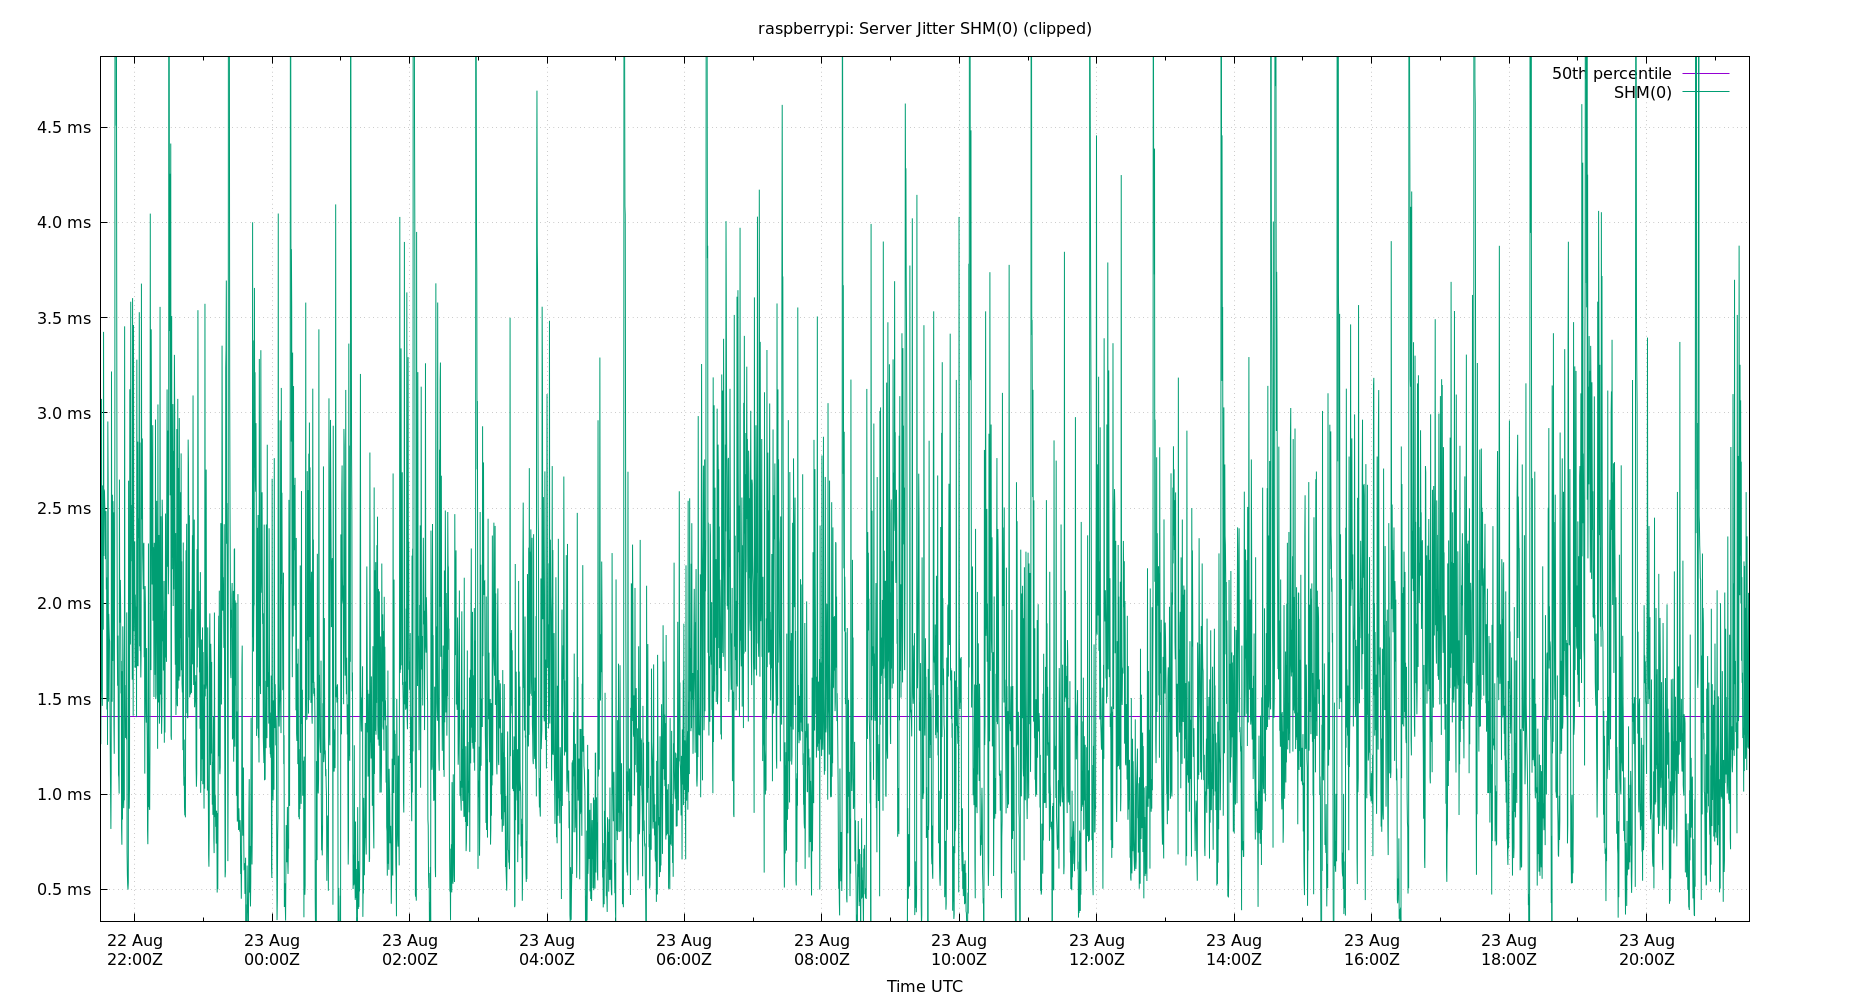 raspberrypi: Server Jitter SHM(0) (clipped)
50th percentile
SHM(0)
4.5 ms
4.0 ms
3.5 ms
3.0 ms
2.5 ms
2.0 ms
1.5 ms
1.0 ms
0.5 ms
22 Aug 23 Aug 23 Aug 23 Aug 23 Aug 23 Aug 23 Aug 23 Aug 23 Aug 23 Aug 23 Aug 23 Aug
22:00Z 00:00Z 02:00Z 04:00Z 06:00Z 08:00Z 10:00Z 12:00Z 14:00Z 16:00Z 18:00Z 20:00Z
Time UTC